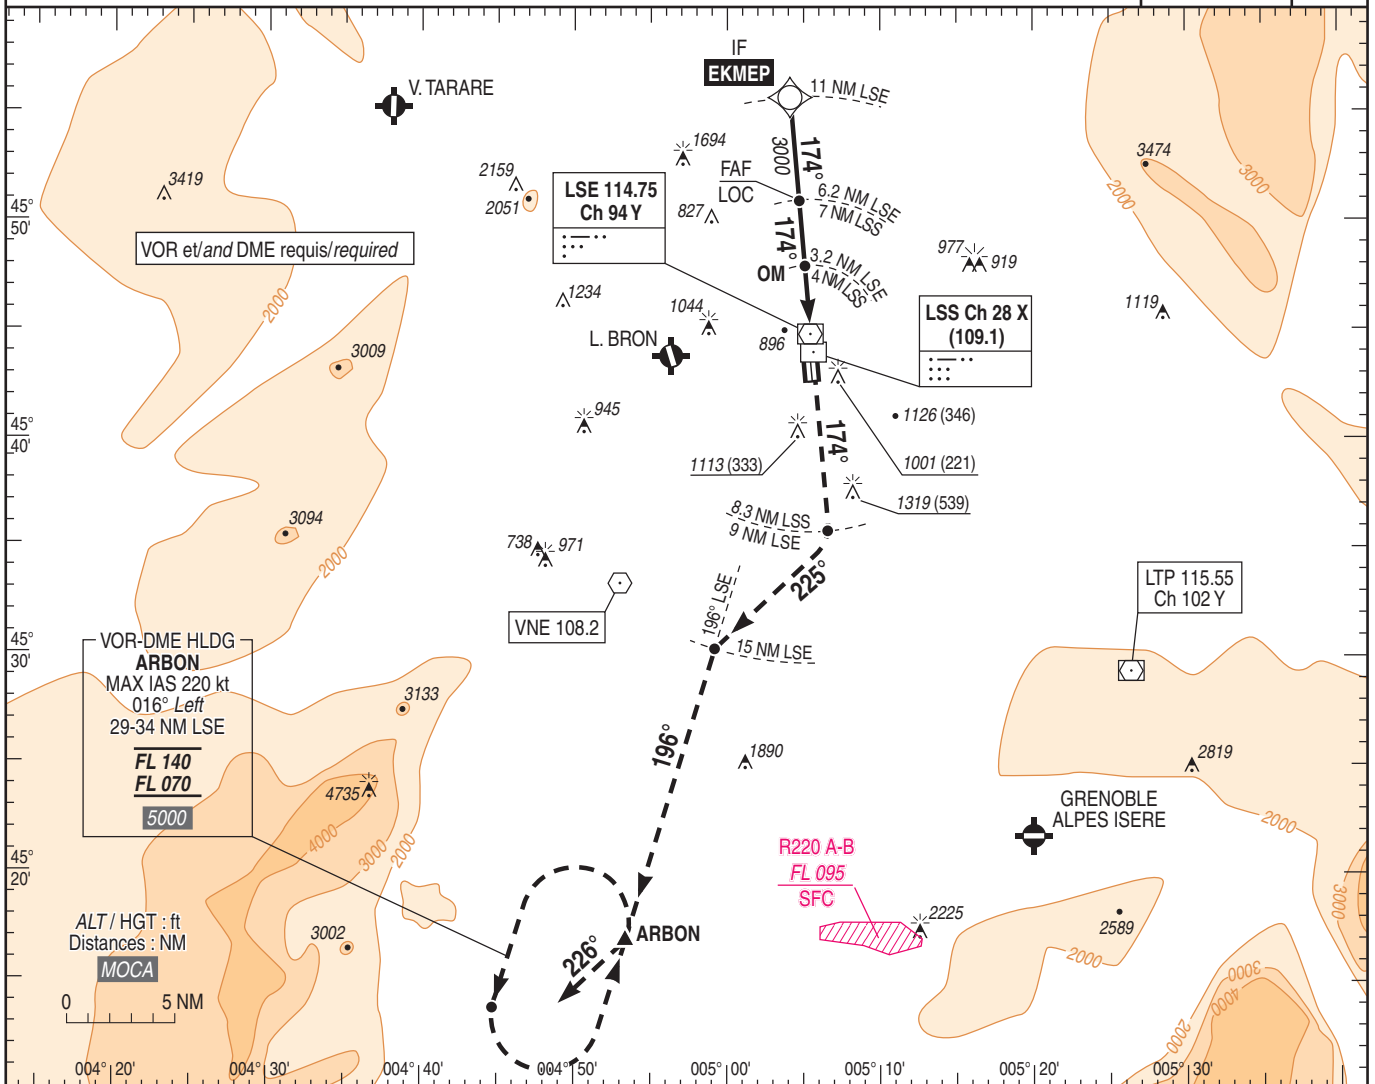 IF
EKMEP
11 NM LSE
V. TARARE
1694
3000
174°
3474
2000
3000
3419
2159
2051
LSE 114.75
Ch 94 Y
FAF
LOC
6.2 NM LSE
7 NM LSS
827
45°
50'
VOR et/and DME requis/required
174°
OM
3.2 NM LSE
4 NM LSS
977
919
2000
1234
1044
LSS Ch 28 X
(109.1)
1119
L. BRON
896
3009
945
1126 (346)
45°
40'
174°
1113 (333)
1001 (221)
1319 (539)
3094
8.3 NM LSS
9 NM LSE
738
971
2000
225°
VNE 108.2
196° LSE
LTP 115.55
Ch 102 Y
45°
30'
15 NM LSE
VOR-DME HLDG
ARBON
MAX IAS 220 kt
016° Left
29-34 NM LSE
FL 140
FL 070
5000
3133
196°
1890
2819
4735
GRENOBLE
ALPES ISERE
2000
4000
3000
2000
45°
20'
R220 A-B
FL 095
SFC
3000
2225
2589
ALT / HGT : ft
Distances : NM
MOCA
3002
ARBON
226°
2000
3000
4000
2000
0
5 NM
004° 20'
004° 30'
004° 40'
004° 50'
005° 00'
005° 10'
005° 20'
005° 30'